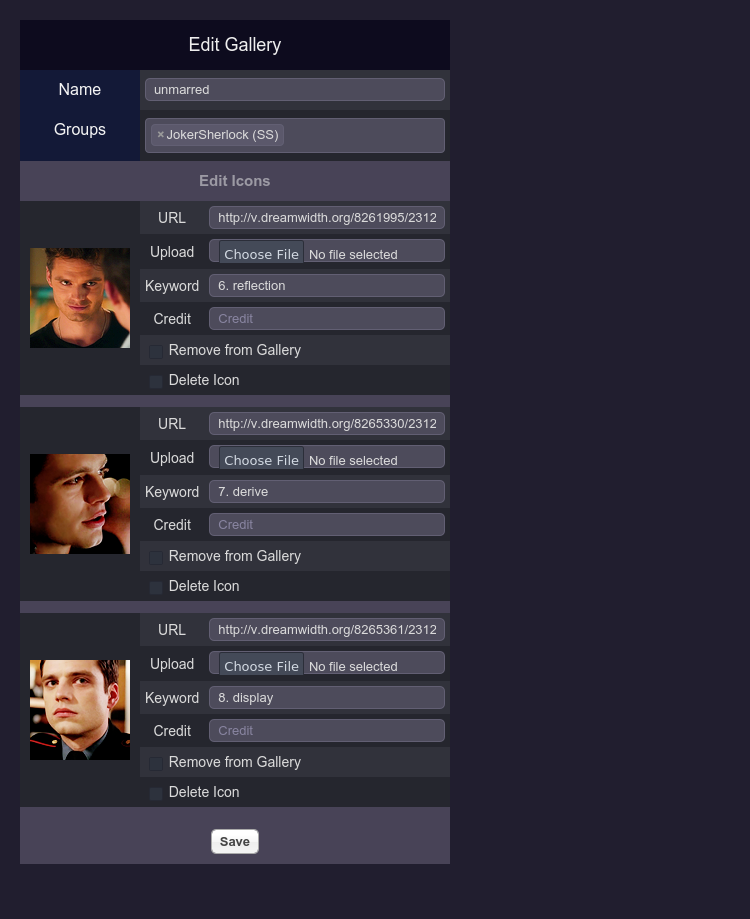 Edit Gallery
Name
unmarred
Groups
×JokerSherlock (SS)
Edit Icons
URL
http://v.dreamwidth.org/8261995/2312
Upload
Choose File No file selected
Keyword
6. reflection
Credit
Credit
Remove from Gallery
Delete Icon
URL
http://v.dreamwidth.org/8265330/2312
Upload
Choose File No file selected
Keyword
7. derive
Credit
Credit
Remove from Gallery
Delete Icon
URL
http://v.dreamwidth.org/8265361/2312
Upload
Choose File No file selected
Keyword
8. display
Credit
Credit
Remove from Gallery
Delete Icon
Save